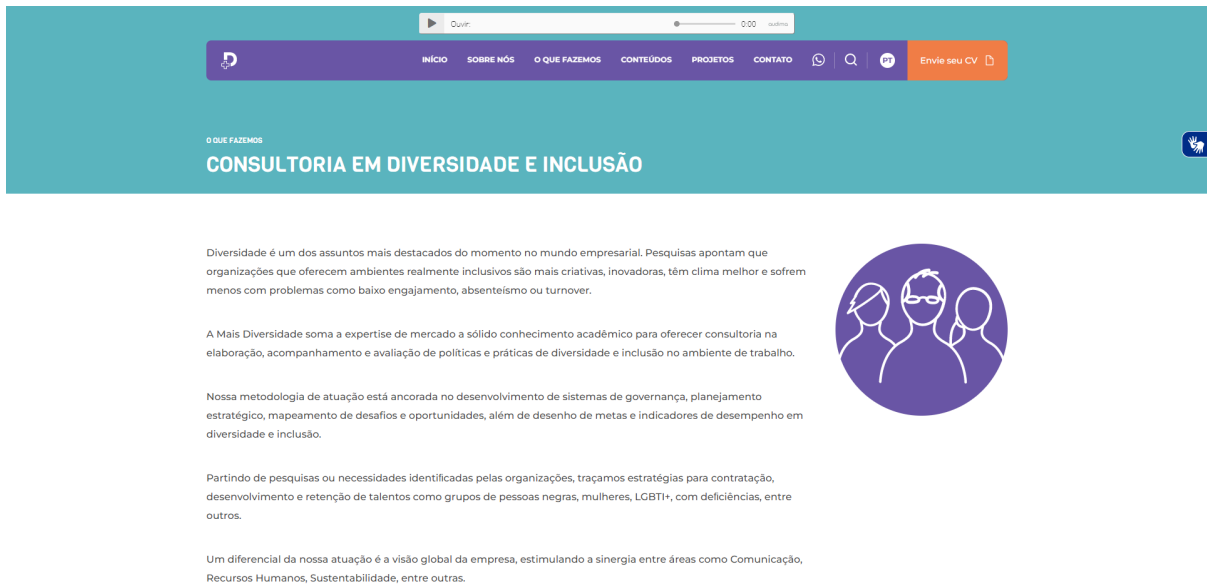 Ouvir:
0:00
audima
INÍCIO
SOBRE NÓS
O QUE FAZEMOS
CONTEÚDOS
PROJETOS
CONTATO
PT
Envie seu CV
O QUE FAZEMOS
CONSULTORIA EM DIVERSIDADE E INCLUSÃO
Diversidade é um dos assuntos mais destacados do momento no mundo empresarial. Pesquisas apontam que
organizações que oferecem ambientes realmente inclusivos são mais criativas, inovadoras, têm clima melhor e sofrem
menos com problemas como baixo engajamento, absenteísmo ou turnover.
A Mais Diversidade soma a expertise de mercado a sólido conhecimento acadêmico para oferecer consultoria na
elaboração, acompanhamento e avaliação de políticas e práticas de diversidade e inclusão no ambiente de trabalho.
Nossa metodologia de atuação está ancorada no desenvolvimento de sistemas de governança, planejamento
estratégico, mapeamento de desafios e oportunidades, além de desenho de metas e indicadores de desempenho em
diversidade e inclusão.
Partindo de pesquisas ou necessidades identificadas pelas organizações, traçamos estratégias para contratação,
desenvolvimento e retenção de talentos como grupos de pessoas negras, mulheres, LGBTI+, com deficiências, entre
outros.
Um diferencial da nossa atuação é a visão global da empresa, estimulando a sinergia entre áreas como Comunicação,
Recursos Humanos, Sustentabilidade, entre outras.